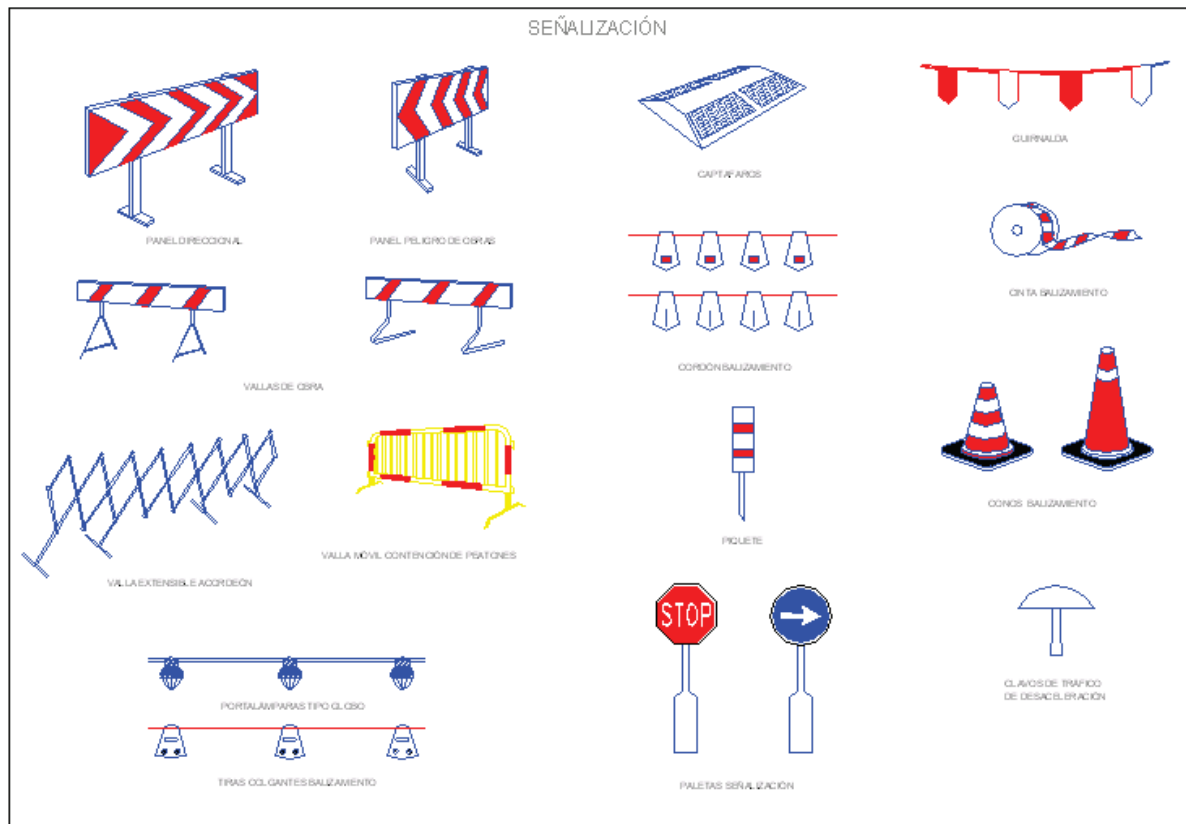 SEÑALIZACIÓN
PANEL DIRECCIONAL
PANEL PELIGRO DE OBRAS
CAPTAFAROS
GUIRNALDA
VALLAS DE OBRA
CORDÓN BALIZAMIENTO
CINTA BALIZAMIENTO
VALLA EXTENSIBLE ACORDEÓN
VALLA MÓVIL CONTENCIÓN DE PEATONES
PIQUETE
CONOS BALIZAMIENTO
STOP
PORTALÁMPARAS TIPO GLOBO
TIRAS COLGANTES BALIZAMIENTO
PALETAS SEÑALIZACIÓN
CLAVOS DE TRÁFICO
DE DESACELERACIÓN